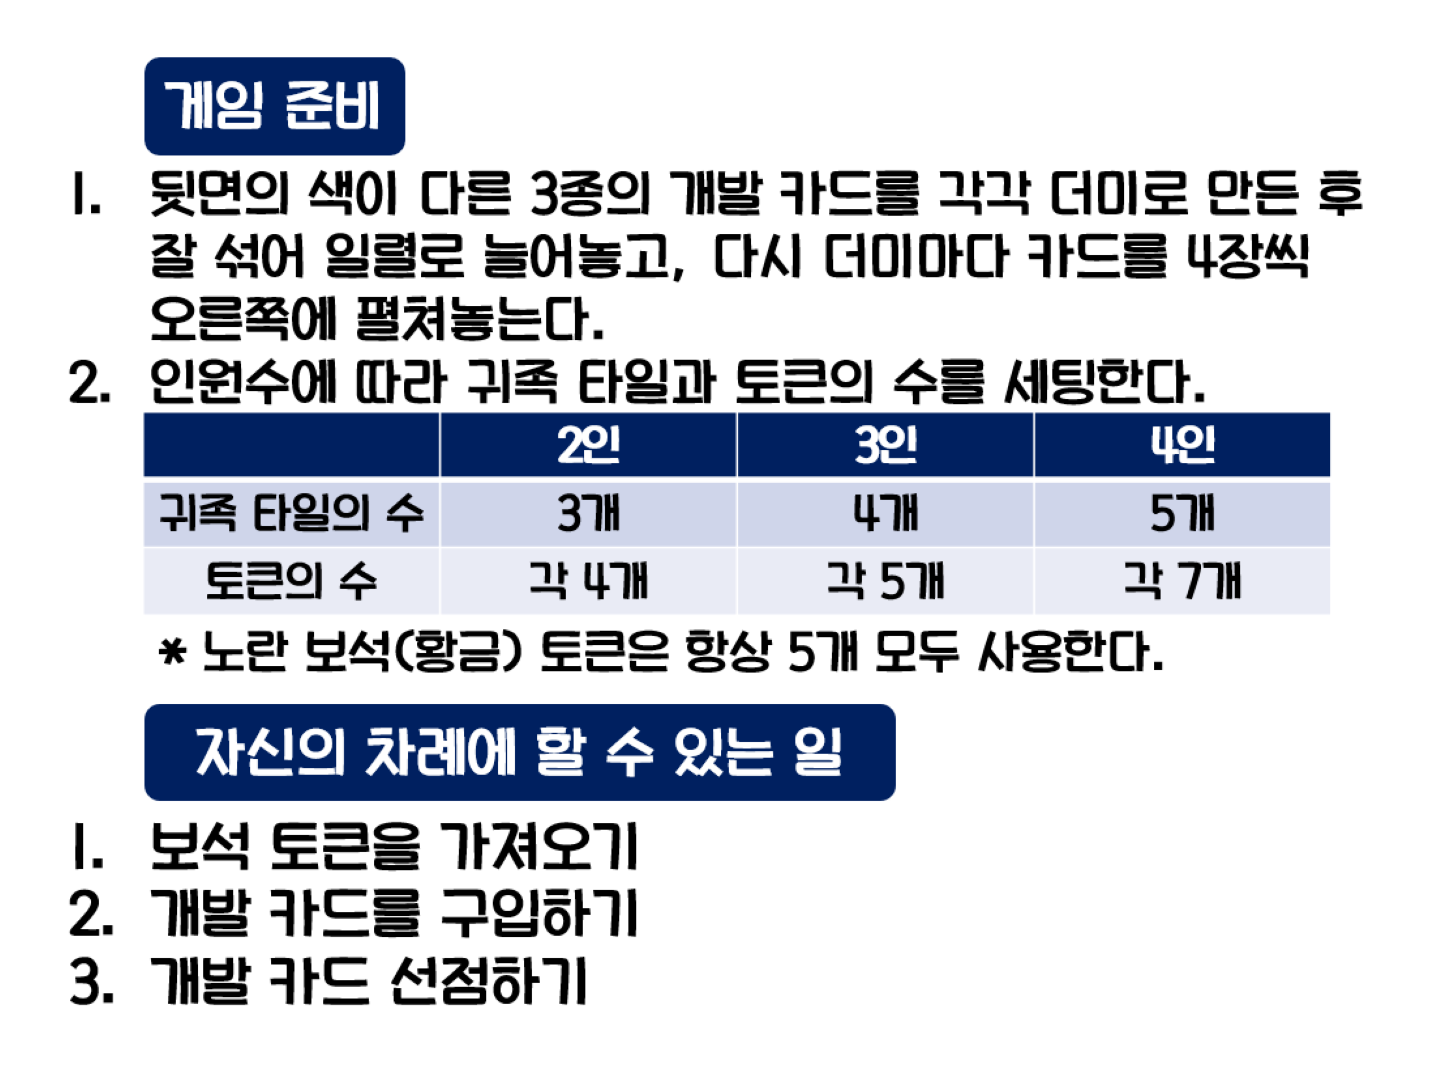 게임 준비
1. 뒷면의 색이 다른 3종의 개발 카드를 각각 더미로 만든 후
잘 섞어 일렬로 늘어놓고, 다시 더미마다 카드를 4장씩
오른쪽에 펼쳐놓는다.
2. 인원수에 따라 귀족 타일과 토큰의 수를 세팅한다.
2인 3인 4인
귀족 타일의 수 3개 4개 5개
토큰의 수 각 4개 각 5개 각 7개
* 노란 보석(황금) 토큰은 항상 5개 모두 사용한다.
자신의 차례에 할 수 있는 일
1. 보석 토큰을 가져오기
2. 개발 카드를 구입하기
3. 개발 카드 선점하기